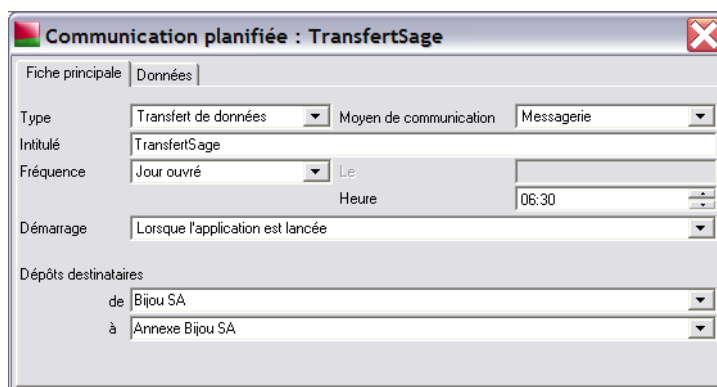 Communication planifiée : TransfertSage
Fiche principale Données
Type Transfert de données Moyen de communication Messagerie
Intitulé TransfertSage
Fréquence Jour ouvré Le
Heure 06:30
Démarrage Lorsque l'application est lancée
Dépôts destinataires
de Bijou SA
à Annexe Bijou SA